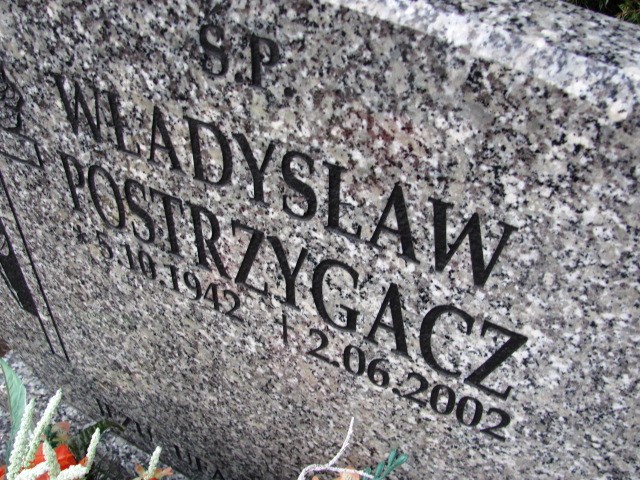 Ś.P.
WŁADYSŁAW
POSTRZYGACZ
* 5.10.1942 † 2.06.2002